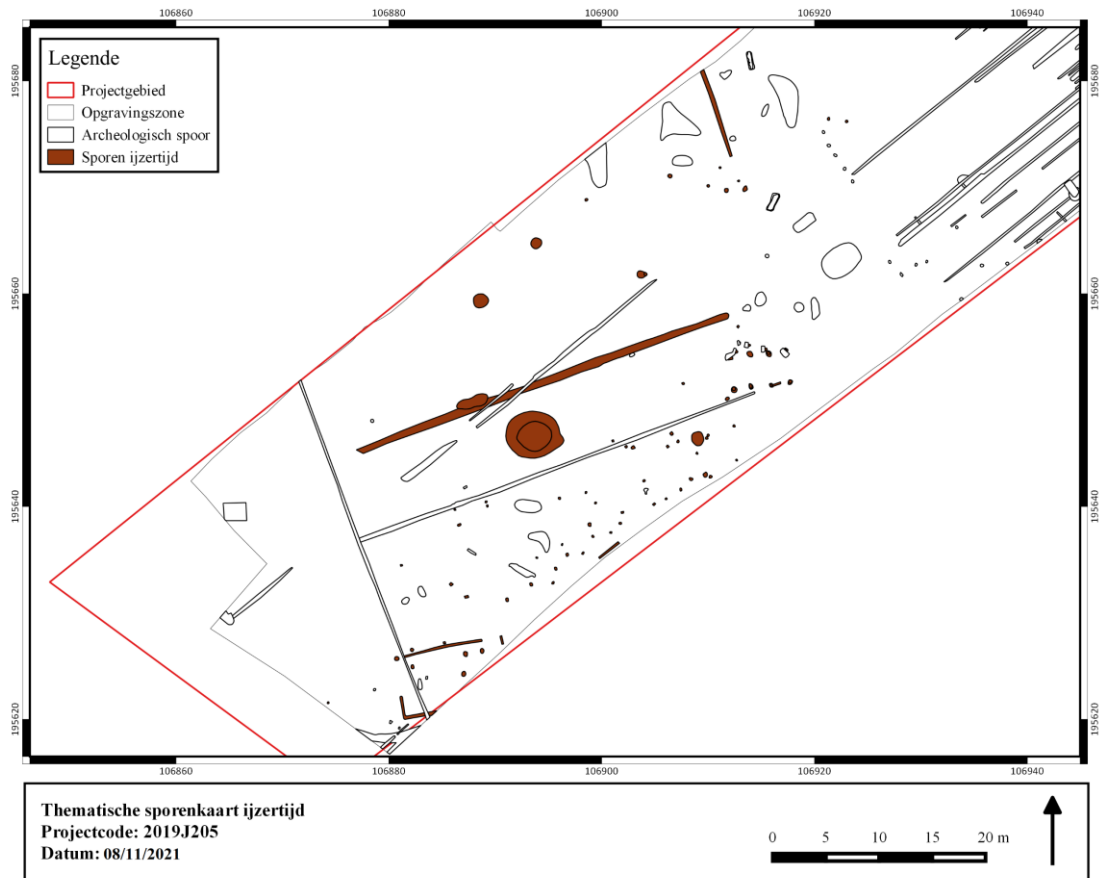 106860 106880 106900 106920 106940
195680 195680
195660 195660
195640 195640
195620 195620
Legende
Projectgebied
Opgravingszone
Archeologisch spoor
Sporen ijzertijd
106860 106880 106900 106920 106940
Thematische sporenkaart ijzertijd
Projectcode: 2019J205
Datum: 08/11/2021
0 5 10 15 20 m